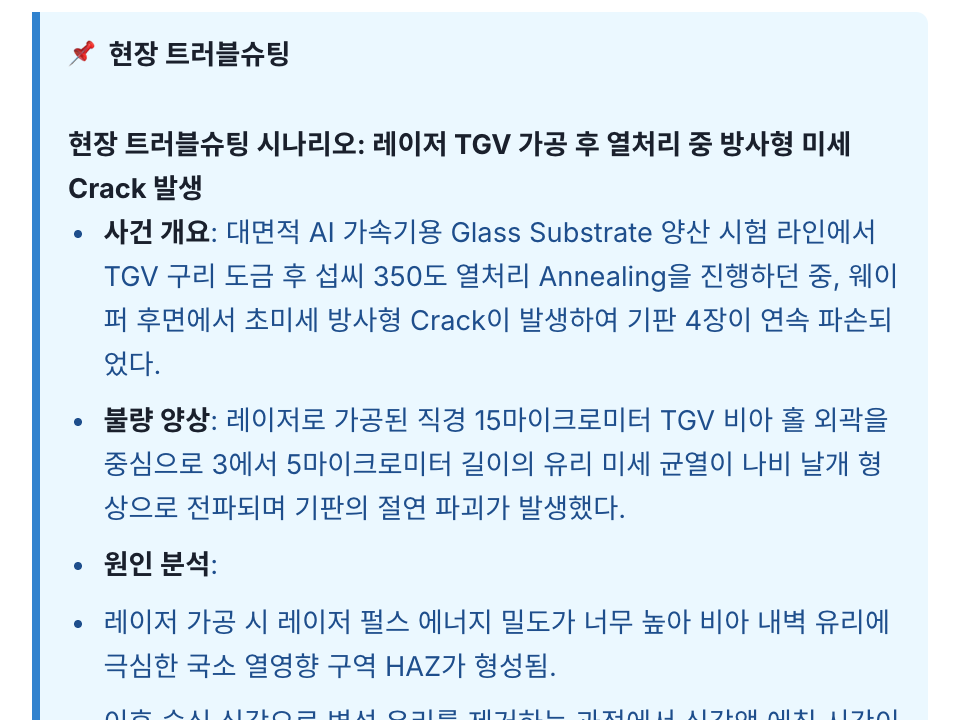 현장 트러블슈팅
현장 트러블슈팅 시나리오: 레이저 TGV 가공 후 열처리 중 방사형 미세
Crack 발생
• 사건 개요: 대면적 AI 가속기용 Glass Substrate 양산 시험 라인에서
TGV 구리 도금 후 섭씨 350도 열처리 Annealing을 진행하던 중, 웨이
퍼 후면에서 초미세 방사형 Crack이 발생하여 기판 4장이 연속 파손되
었다.
• 불량 양상: 레이저로 가공된 직경 15마이크로미터 TGV 비아 홀 외곽을
중심으로 3에서 5마이크로미터 길이의 유리 미세 균열이 나비 날개 형
상으로 전파되며 기판의 절연 파괴가 발생했다.
• 원인 분석:
• 레이저 가공 시 레이저 펄스 에너지 밀도가 너무 높아 비아 내벽 유리에
극심한 국소 열영향 구역 HAZ가 형성됨.